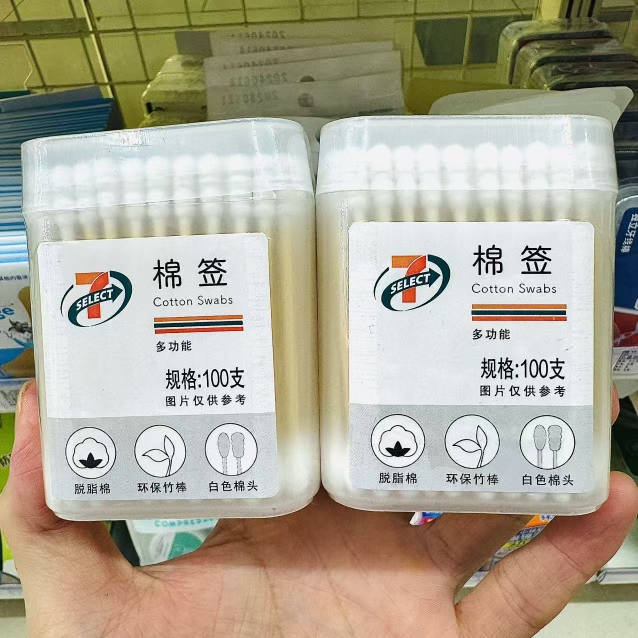 7
SELECT
棉签
Cotton Swabs
多功能
规格:100支
图片仅供参考
脱脂棉
环保竹棒
白色棉头
7
SELECT
棉签
Cotton Swabs
多功能
规格:100支
图片仅供参考
脱脂棉
环保竹棒
白色棉头